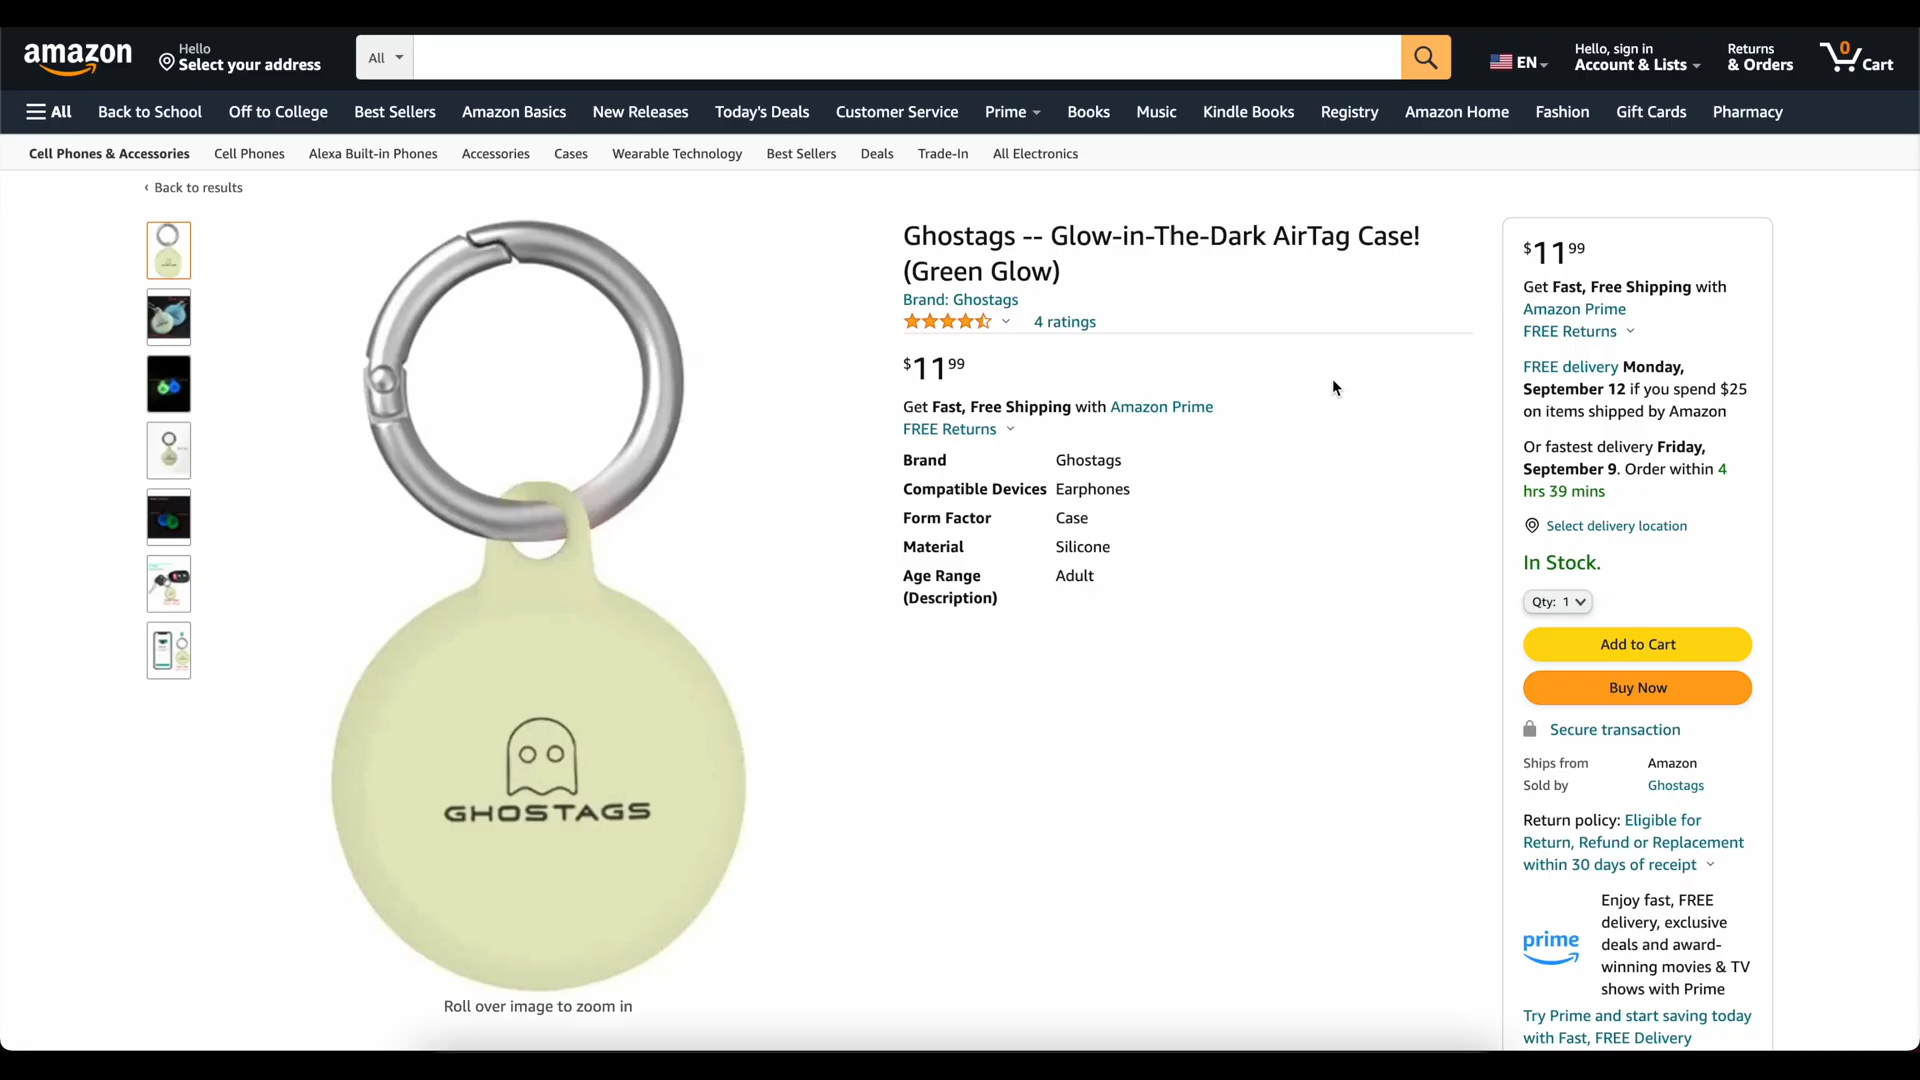 amazon
Hello
Select your address
All
EN
Hello, sign in
Account & Lists
Returns
& Orders
0
Cart
All
Back to School
Off to College
Best Sellers
Amazon Basics
New Releases
Today's Deals
Customer Service
Prime
Books
Music
Kindle Books
Registry
Amazon Home
Fashion
Gift Cards
Pharmacy
Cell Phones & Accessories
Cell Phones
Alexa Built-in Phones
Accessories
Cases
Wearable Technology
Best Sellers
Deals
Trade-In
All Electronics
‹ Back to results
GHOSTAGS
Roll over image to zoom in
Ghostags -- Glow-in-The-Dark AirTag Case!
(Green Glow)
Brand: Ghostags
4 ratings
$11 99
Get Fast, Free Shipping with Amazon Prime
FREE Returns
Brand Ghostags
Compatible Devices Earphones
Form Factor Case
Material Silicone
Age Range Adult
(Description)
$11 99
Get Fast, Free Shipping with
Amazon Prime
FREE Returns
FREE delivery Monday,
September 12 if you spend $25
on items shipped by Amazon
Or fastest delivery Friday,
September 9. Order within 4
hrs 39 mins
Select delivery location
In Stock.
Qty: 1
Add to Cart
Buy Now
Secure transaction
Ships from Amazon
Sold by Ghostags
Return policy: Eligible for
Return, Refund or Replacement
within 30 days of receipt
prime
Enjoy fast, FREE
delivery, exclusive
deals and award-
winning movies & TV
shows with Prime
Try Prime and start saving today
with Fast, FREE Delivery